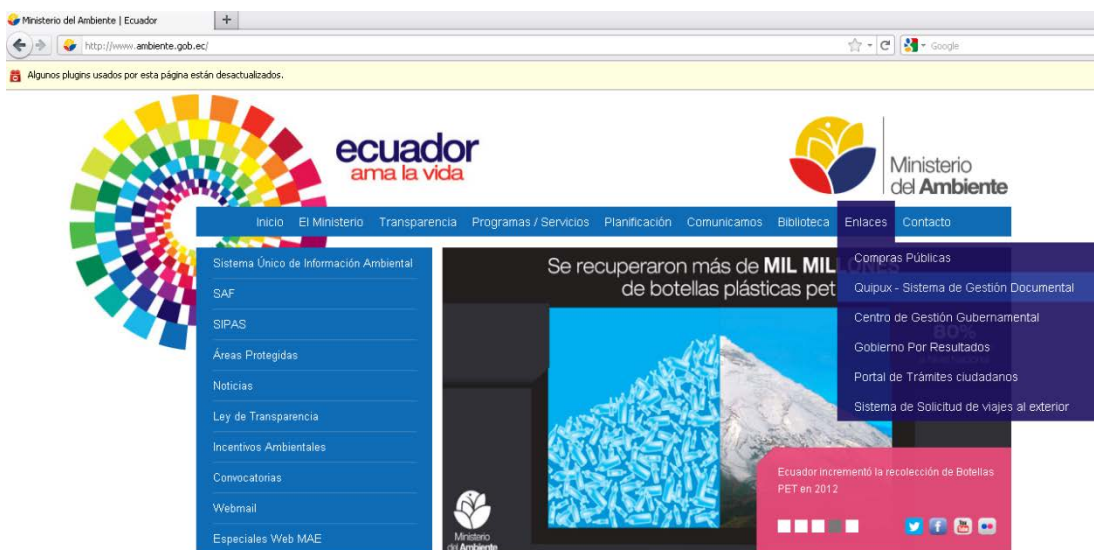 Ministerio del Ambiente | Ecuador
+
http://www.ambiente.gob.ec/
Google
Algunos plugins usados por esta página están desactualizados.
ecuador
ama la vida
Ministerio
del Ambiente
Inicio El Ministerio Transparencia Programas / Servicios Planificación Comunicamos Biblioteca Enlaces Contacto
Sistema Único de Información Ambiental
SAF
SIPAS
Áreas Protegidas
Noticias
Ley de Transparencia
Incentivos Ambientales
Convocatorias
Webmail
Especiales Web MAE
Se recuperaron más de MIL MILLONES
de botellas plásticas pet
80%
Compras Públicas
Quipux - Sistema de Gestión Documental
Centro de Gestión Gubernamental
Gobierno Por Resultados
Portal de Trámites ciudadanos
Sistema de Solicitud de viajes al exterior
Ministerio
del Ambiente
Ecuador incrementó la recolección de Botellas
PET en 2012